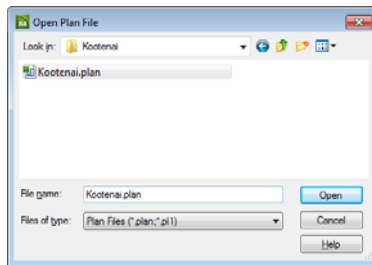 Open Plan File
Look in: Kootenai
Kootenai.plan
File name: Kootenai.plan Open
Files of type: Plan Files (*.plan;*.pl1) Cancel
Help